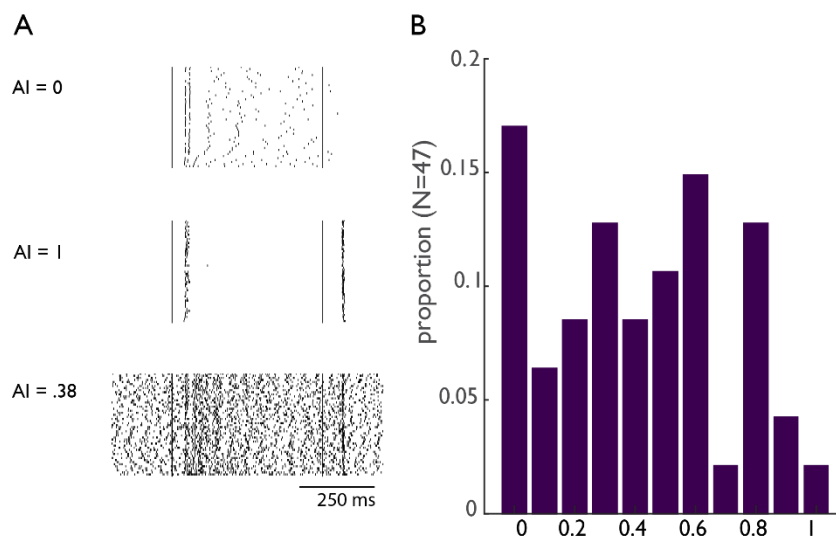 A
AI = 0
AI = 1
AI = .38
250 ms
B
proportion (N=47)
0.2
0.15
0.1
0.05
0
0 0.2 0.4 0.6 0.8 1